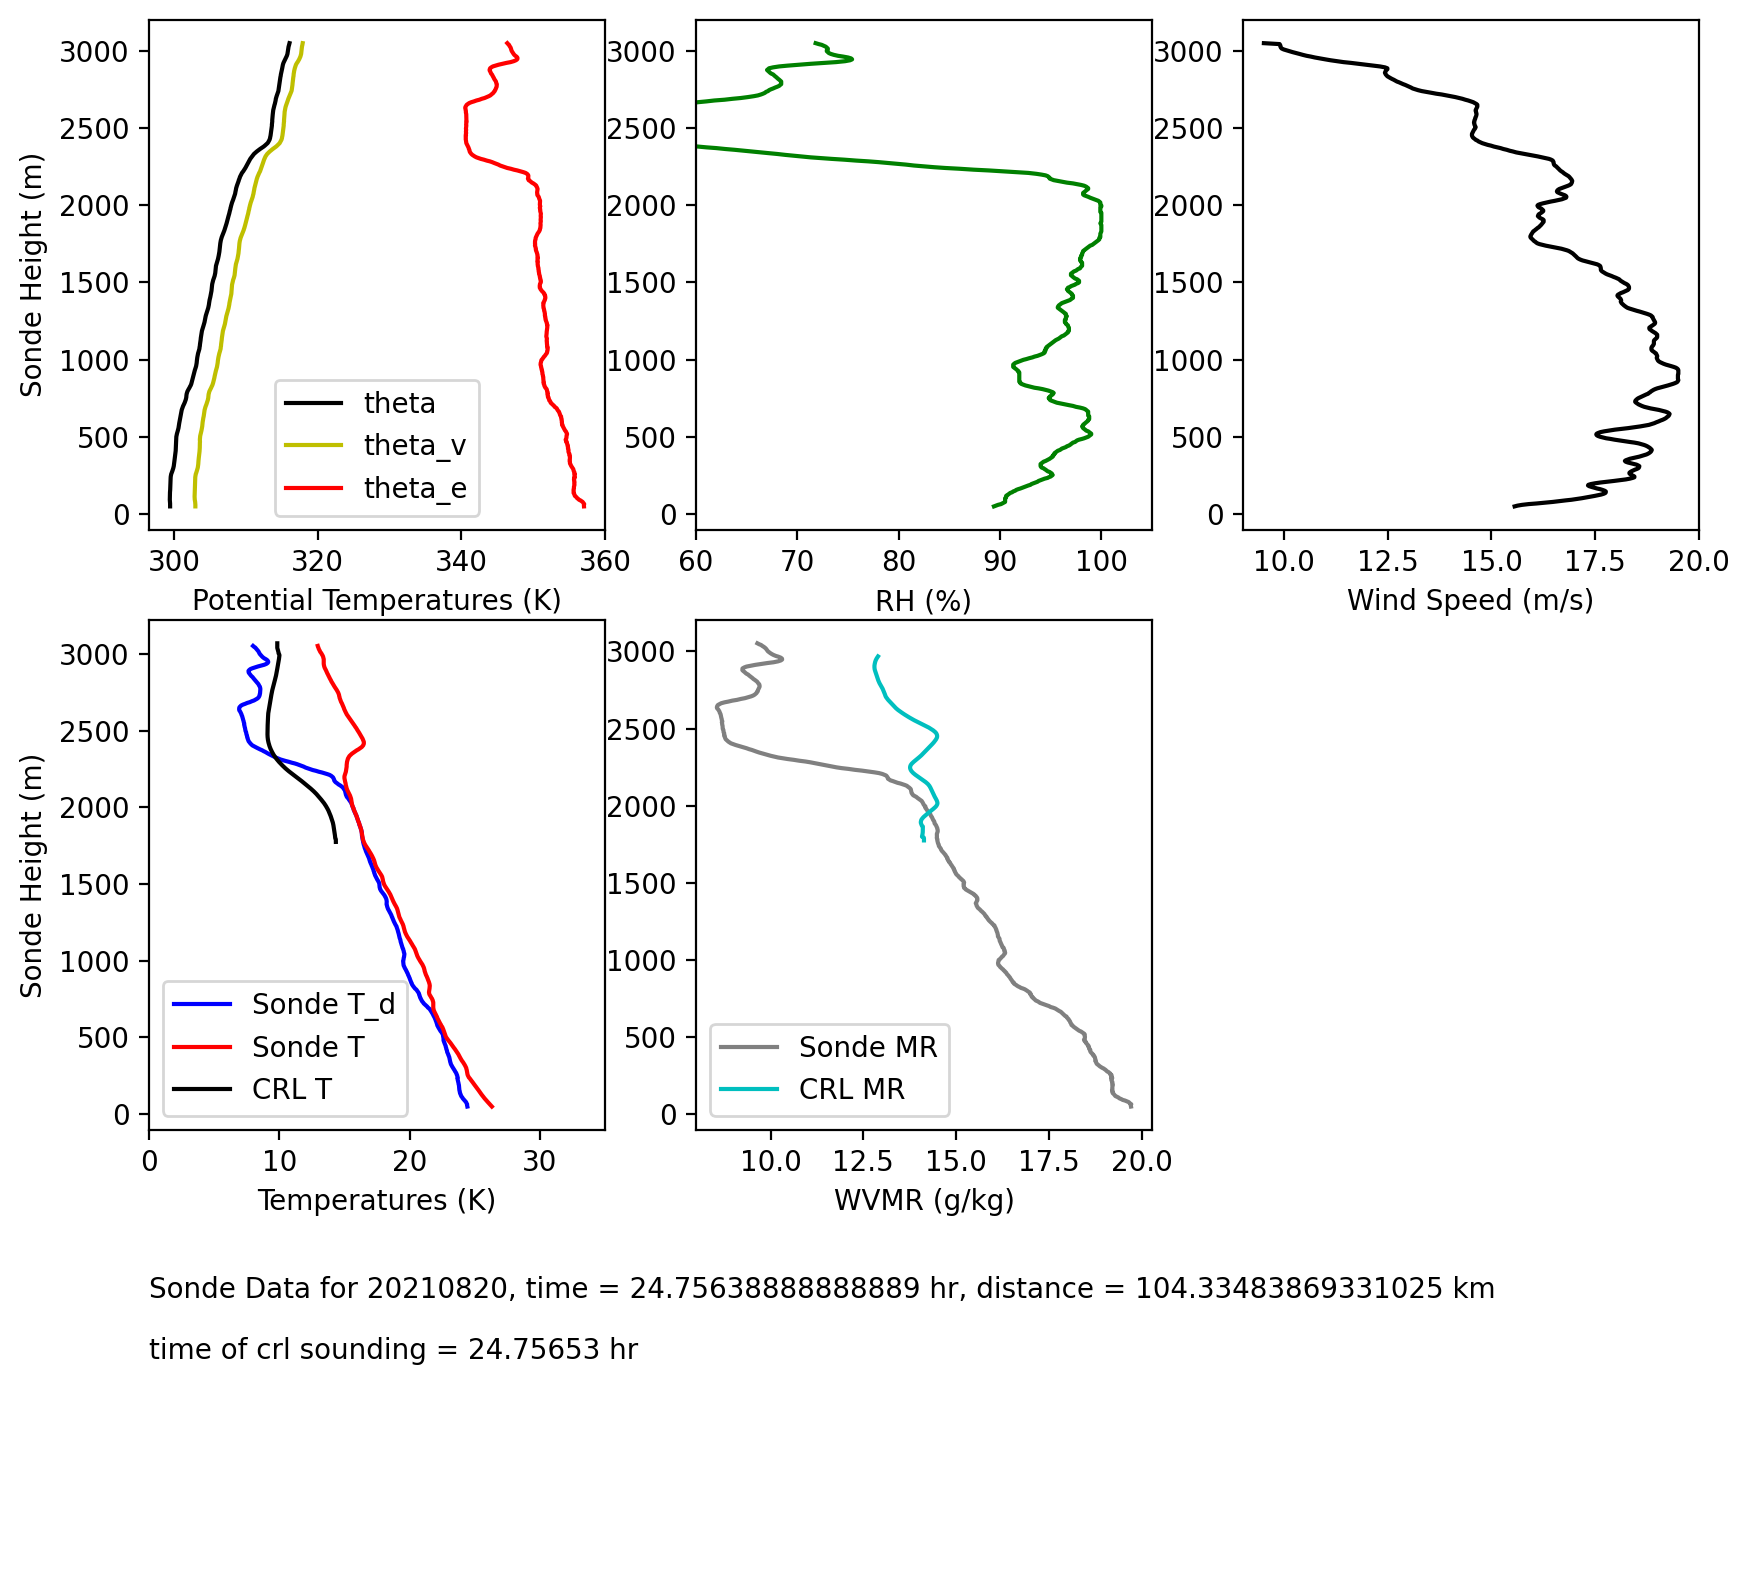 3000
2500
2000
1500
1000
500
0
Sonde Height (m)
theta
theta_v
theta_e
300 320 340 360
Potential Temperatures (K)
3000
2500
2000
1500
1000
500
0
60 70 80 90 100
RH (%)
3000
2500
2000
1500
1000
500
0
10.0 12.5 15.0 17.5 20.0
Wind Speed (m/s)
3000
2500
2000
1500
1000
500
0
Sonde Height (m)
Sonde T_d
Sonde T
CRL T
0 10 20 30
Temperatures (K)
3000
2500
2000
1500
1000
500
0
Sonde MR
CRL MR
10.0 12.5 15.0 17.5 20.0
WVMR (g/kg)
Sonde Data for 20210820, time = 24.75638888888889 hr, distance = 104.33483869331025 km
time of crl sounding = 24.75653 hr